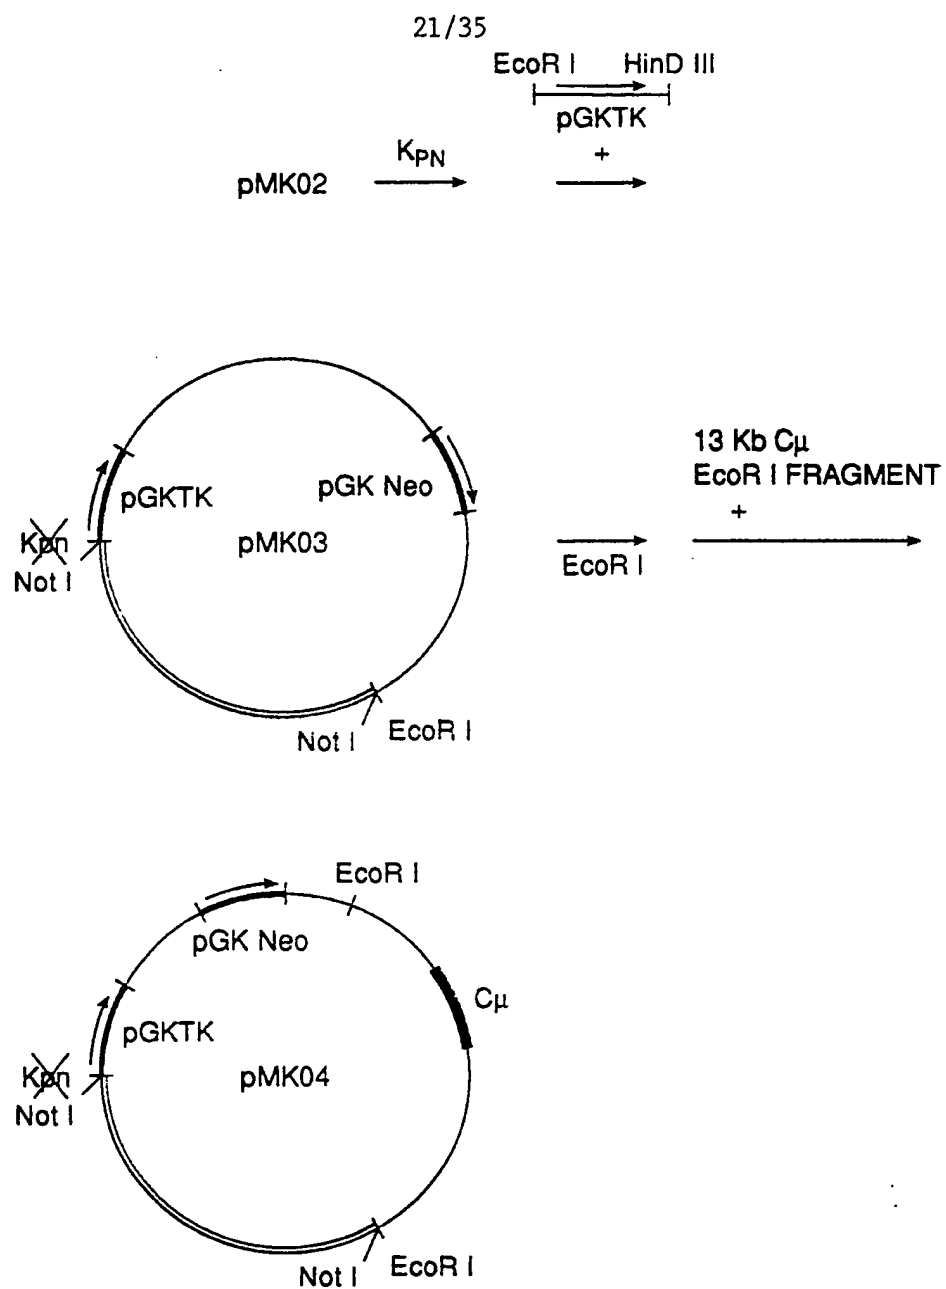 21/35
EcoR I HinD III
pGKTK
+
KPN
pMK02
pGKTK
pGK Neo
Kpn
Not I
pMK03
Not I
EcoR I
EcoR I
13 Kb Cμ
EcoR I FRAGMENT
+
EcoR I
pGK Neo
Cμ
pGKTK
Kpn
Not I
pMK04
Not I
EcoR I